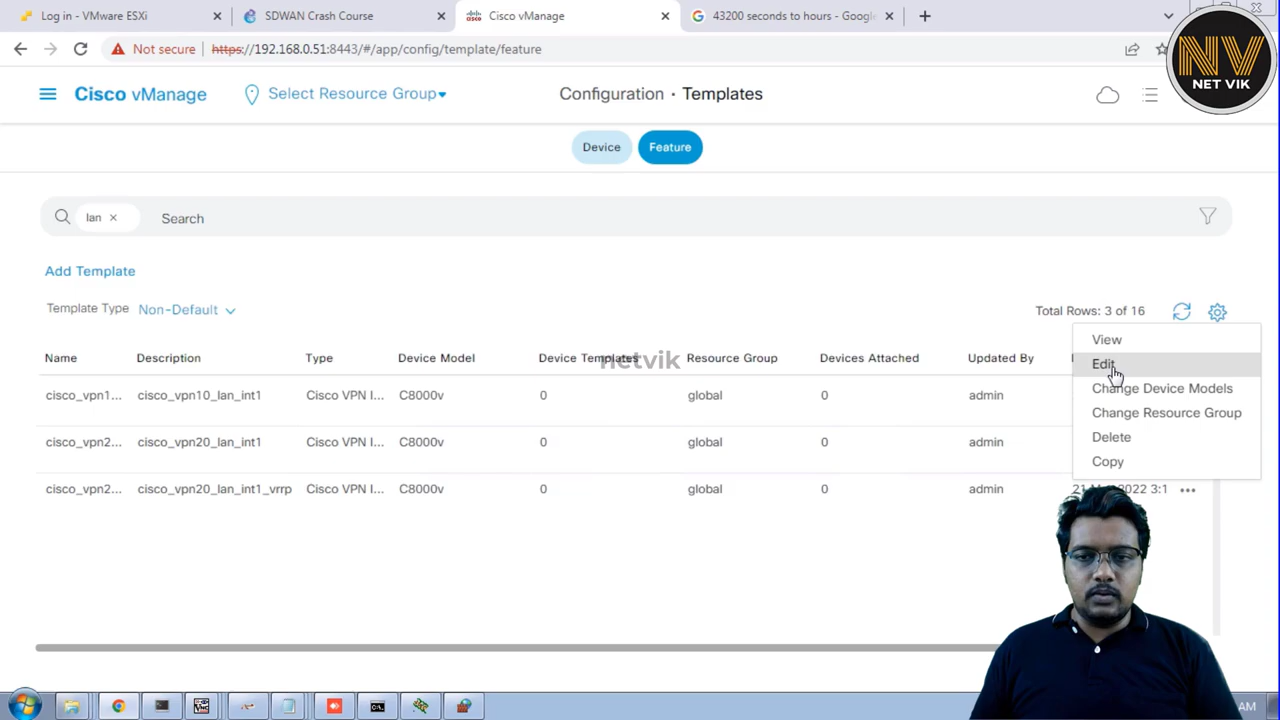 Log in - VMware ESXi
SDWAN Crash Course
Cisco vManage
43200 seconds to hours - Google
Not secure
https://192.168.0.51:8443/#/app/config/template/feature
NV
NET VIK
Cisco vManage
Select Resource Group
Configuration · Templates
Device
Feature
lan
Search
Add Template
Template Type Non-Default
Total Rows: 3 of 16
Name Description Type Device Model Device Templates Resource Group Devices Attached Updated By
netvik
cisco_vpn1... cisco_vpn10_lan_int1 Cisco VPN I... C8000v 0 global 0 admin
cisco_vpn2... cisco_vpn20_lan_int1 Cisco VPN I... C8000v 0 global 0 admin
cisco_vpn2... cisco_vpn20_lan_int1_vrrp Cisco VPN I... C8000v 0 global 0 admin 2022 3:1
View
Edit
Change Device Models
Change Resource Group
Delete
Copy
AM